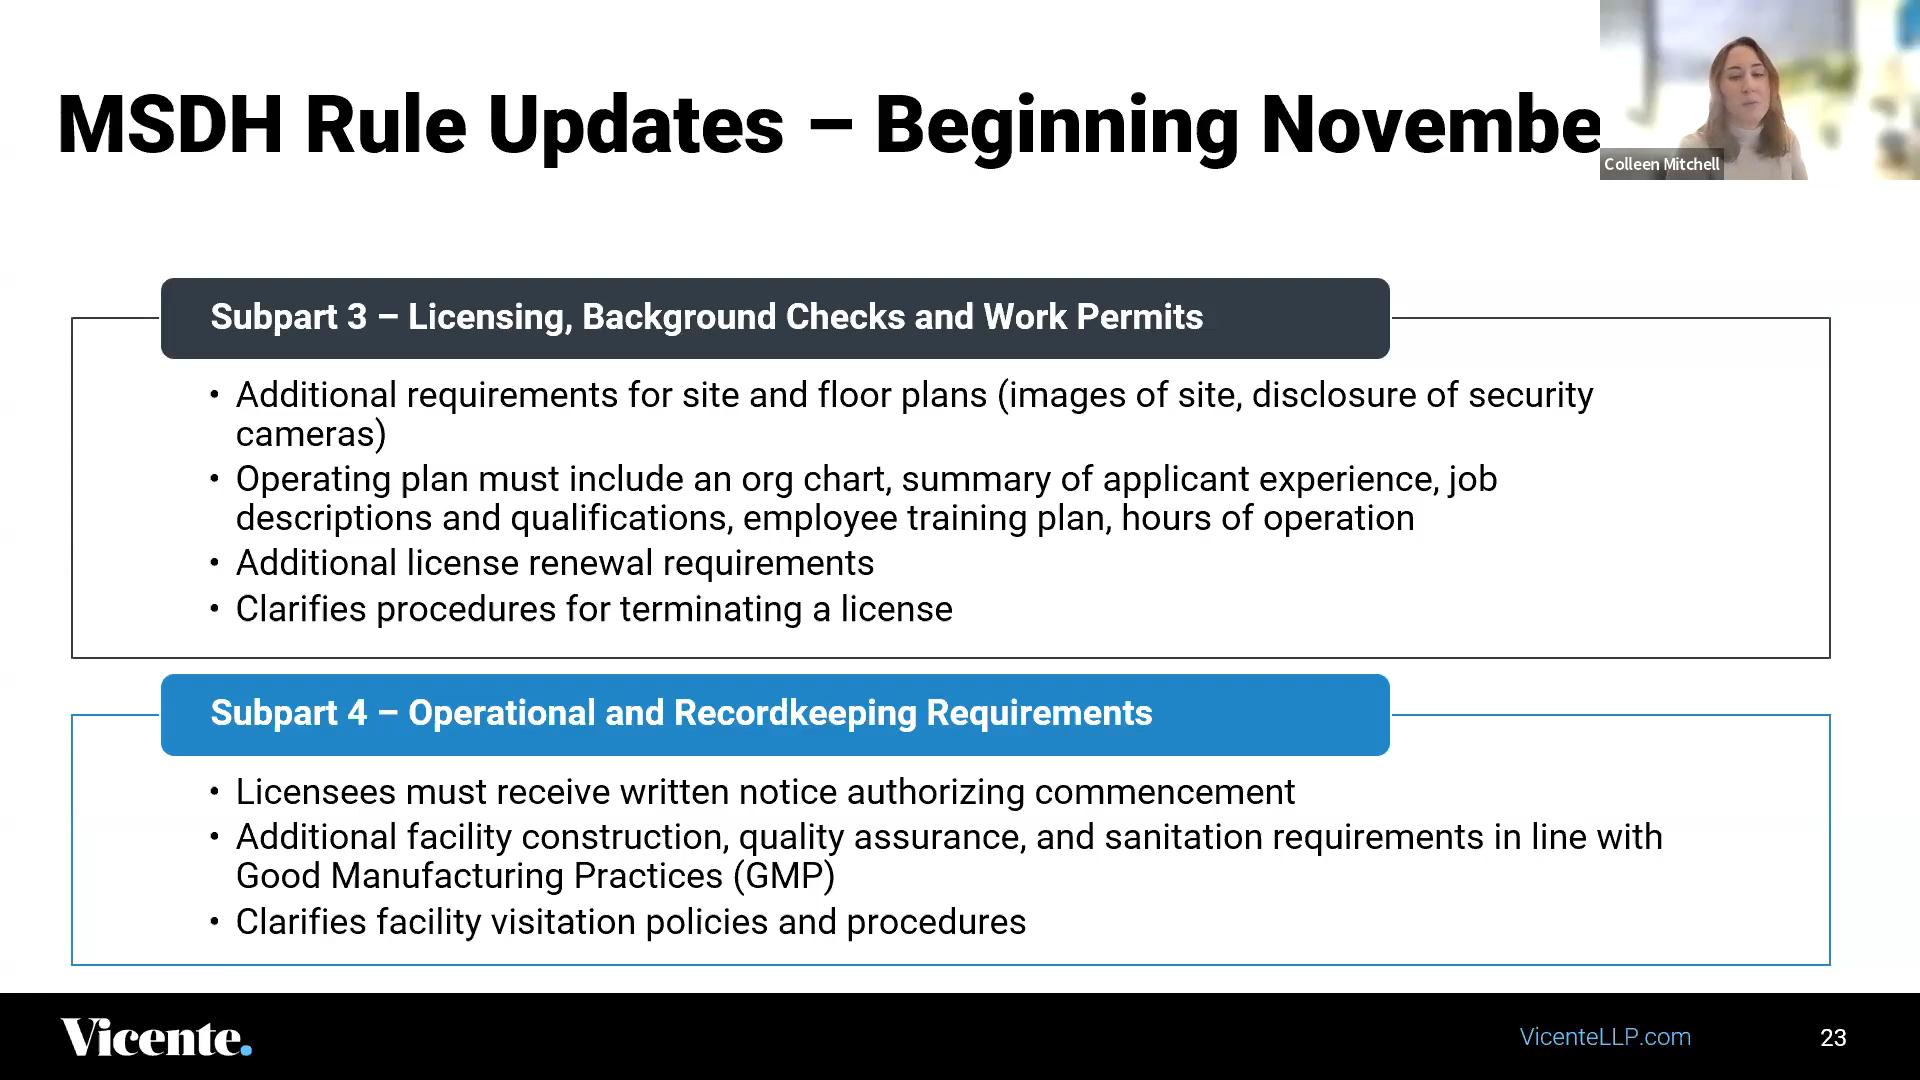 MSDH Rule Updates – Beginning Novembe
Colleen Mitchell
Subpart 3 – Licensing, Background Checks and Work Permits
• Additional requirements for site and floor plans (images of site, disclosure of security
cameras)
• Operating plan must include an org chart, summary of applicant experience, job
descriptions and qualifications, employee training plan, hours of operation
• Additional license renewal requirements
• Clarifies procedures for terminating a license
Subpart 4 – Operational and Recordkeeping Requirements
• Licensees must receive written notice authorizing commencement
• Additional facility construction, quality assurance, and sanitation requirements in line with
Good Manufacturing Practices (GMP)
• Clarifies facility visitation policies and procedures
Vicente.
VicenteLLP.com
23